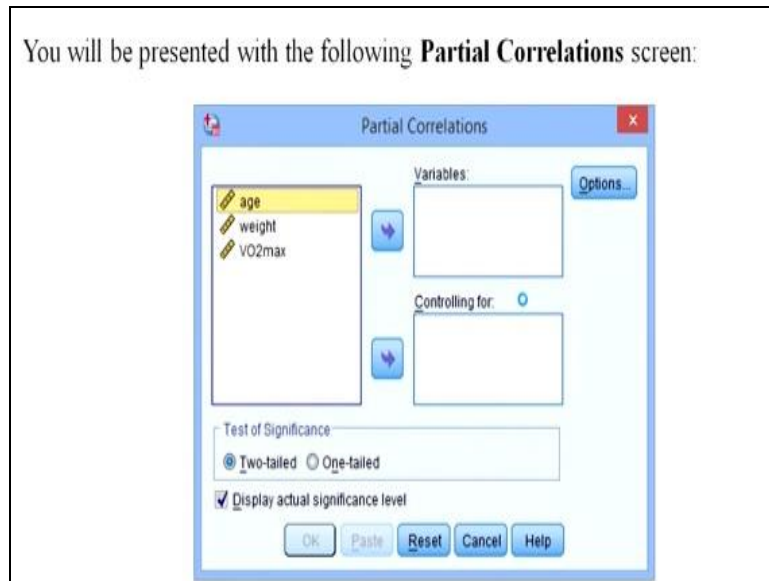 You will be presented with the following Partial Correlations screen:
Partial Correlations
x
Variables:
Options...
age
weight
VO2max
Controlling for:
Test of Significance
Two-tailed One-tailed
Display actual significance level
OK Paste Reset Cancel Help